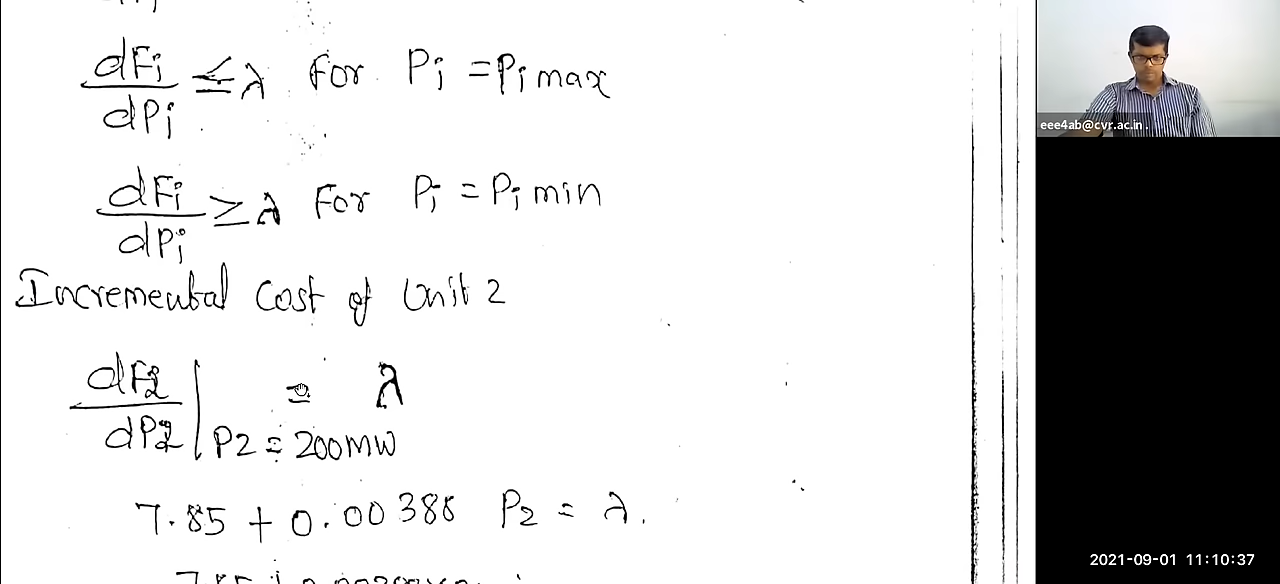 dFi
—— ≤ λ For Pi = Pi max
dPi
dFi
—— ≥ λ For Pi = Pi min
dPi
Incremental Cost of Unit 2
dF2
—— | = λ
dP2 | P2 = 200MW
7.85 + 0.00388 P2 = λ.
eee4ab@cvr.ac.in
2021-09-01 11:10:37